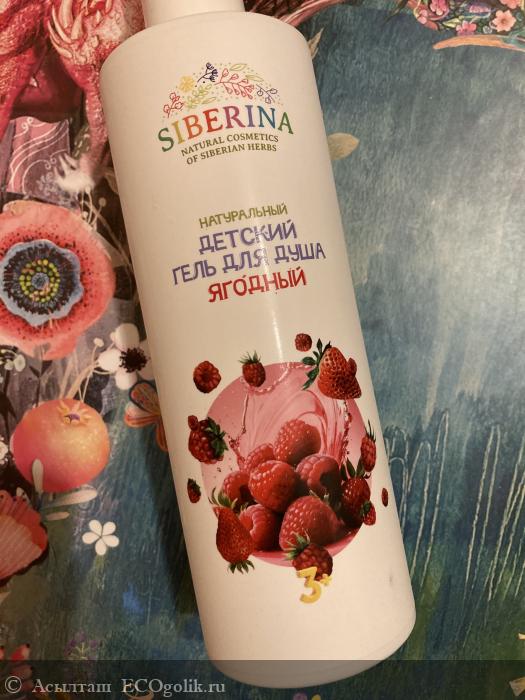 SIBERINA
NATURAL COSMETICS
OF SIBERIAN HERBS
НАТУРАЛЬНЫЙ
ДЕТСКИЙ
ГЕЛЬ ДЛЯ ДУША
ЯГОДНЫЙ
3+
© Асылташ ECOgolik.ru